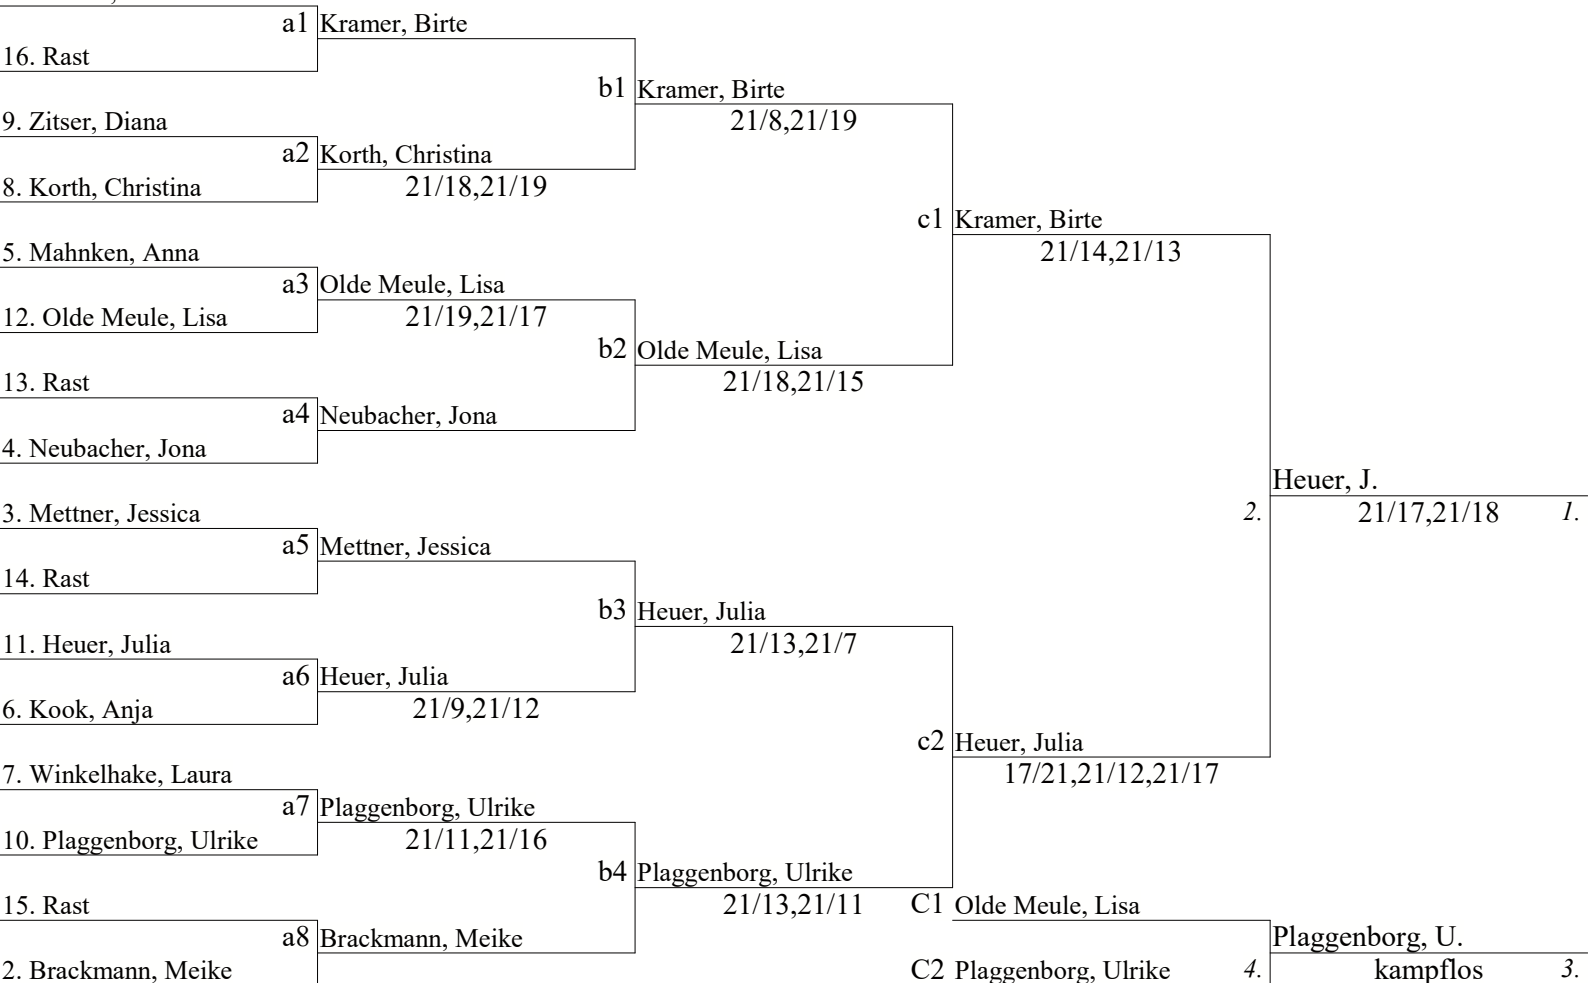 a1 Kramer, Birte
16. Rast
b1 Kramer, Birte
21/8,21/19
9. Zitser, Diana
a2 Korth, Christina
21/18,21/19
8. Korth, Christina
c1 Kramer, Birte
21/14,21/13
5. Mahnken, Anna
a3 Olde Meule, Lisa
21/19,21/17
12. Olde Meule, Lisa
b2 Olde Meule, Lisa
21/18,21/15
13. Rast
a4 Neubacher, Jona
4. Neubacher, Jona
Heuer, J.
2. 21/17,21/18 1.
3. Mettner, Jessica
a5 Mettner, Jessica
14. Rast
b3 Heuer, Julia
21/13,21/7
11. Heuer, Julia
a6 Heuer, Julia
21/9,21/12
6. Kook, Anja
c2 Heuer, Julia
17/21,21/12,21/17
7. Winkelhake, Laura
a7 Plaggenborg, Ulrike
21/11,21/16
10. Plaggenborg, Ulrike
b4 Plaggenborg, Ulrike
21/13,21/11
15. Rast
a8 Brackmann, Meike
2. Brackmann, Meike
C1 Olde Meule, Lisa
Plaggenborg, U.
C2 Plaggenborg, Ulrike 4. kampflos 3.